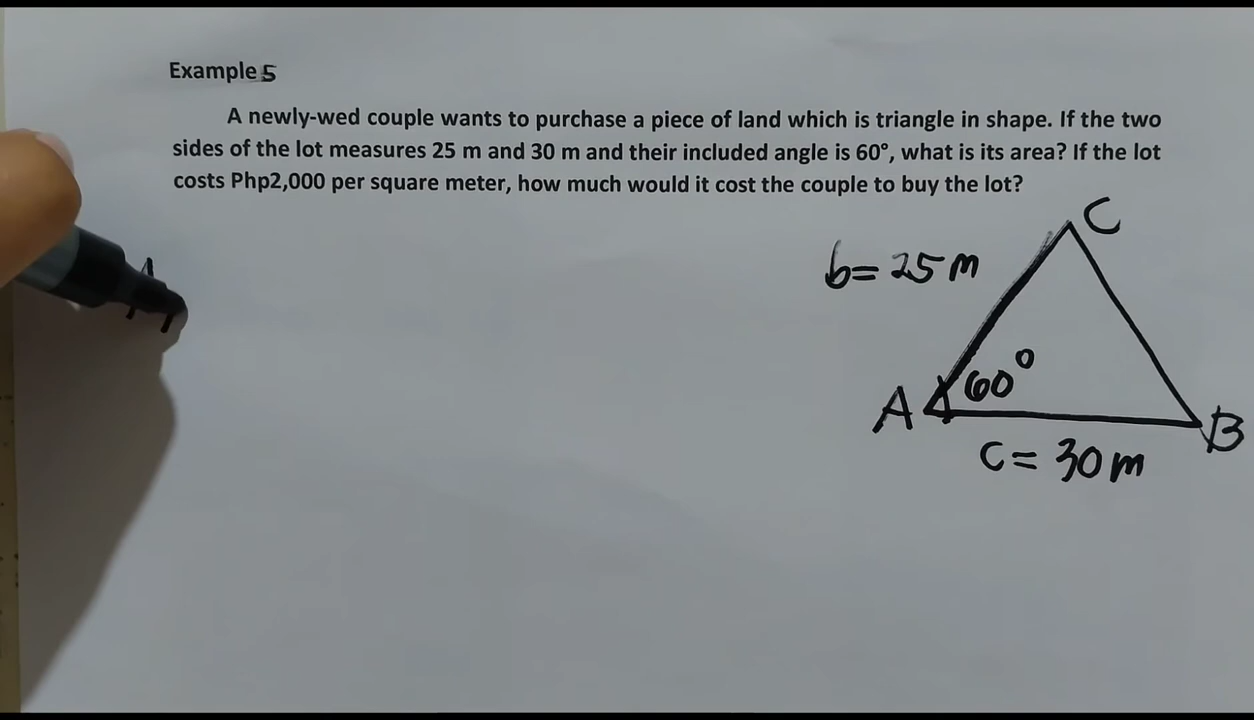 Example 5
A newly-wed couple wants to purchase a piece of land which is triangle in shape. If the two
sides of the lot measures 25 m and 30 m and their included angle is 60°, what is its area? If the lot
costs Php2,000 per square meter, how much would it cost the couple to buy the lot?
C
b= 25 m
60°
A
B
c= 30 m
A